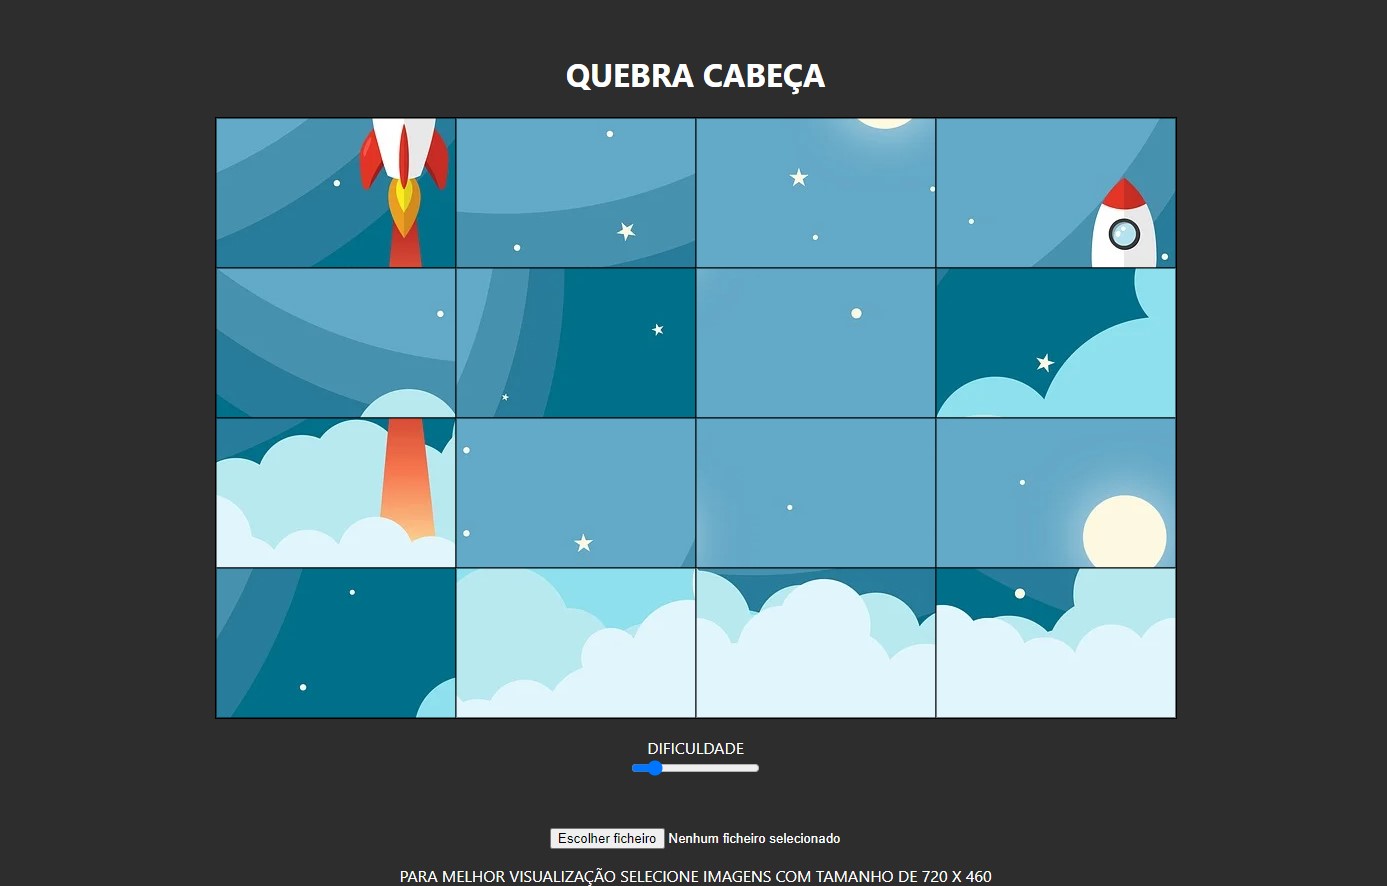 QUEBRA CABEÇA
DIFICULDADE
Escolher ficheiro Nenhum ficheiro selecionado
PARA MELHOR VISUALIZAÇÃO SELECIONE IMAGENS COM TAMANHO DE 720 X 460